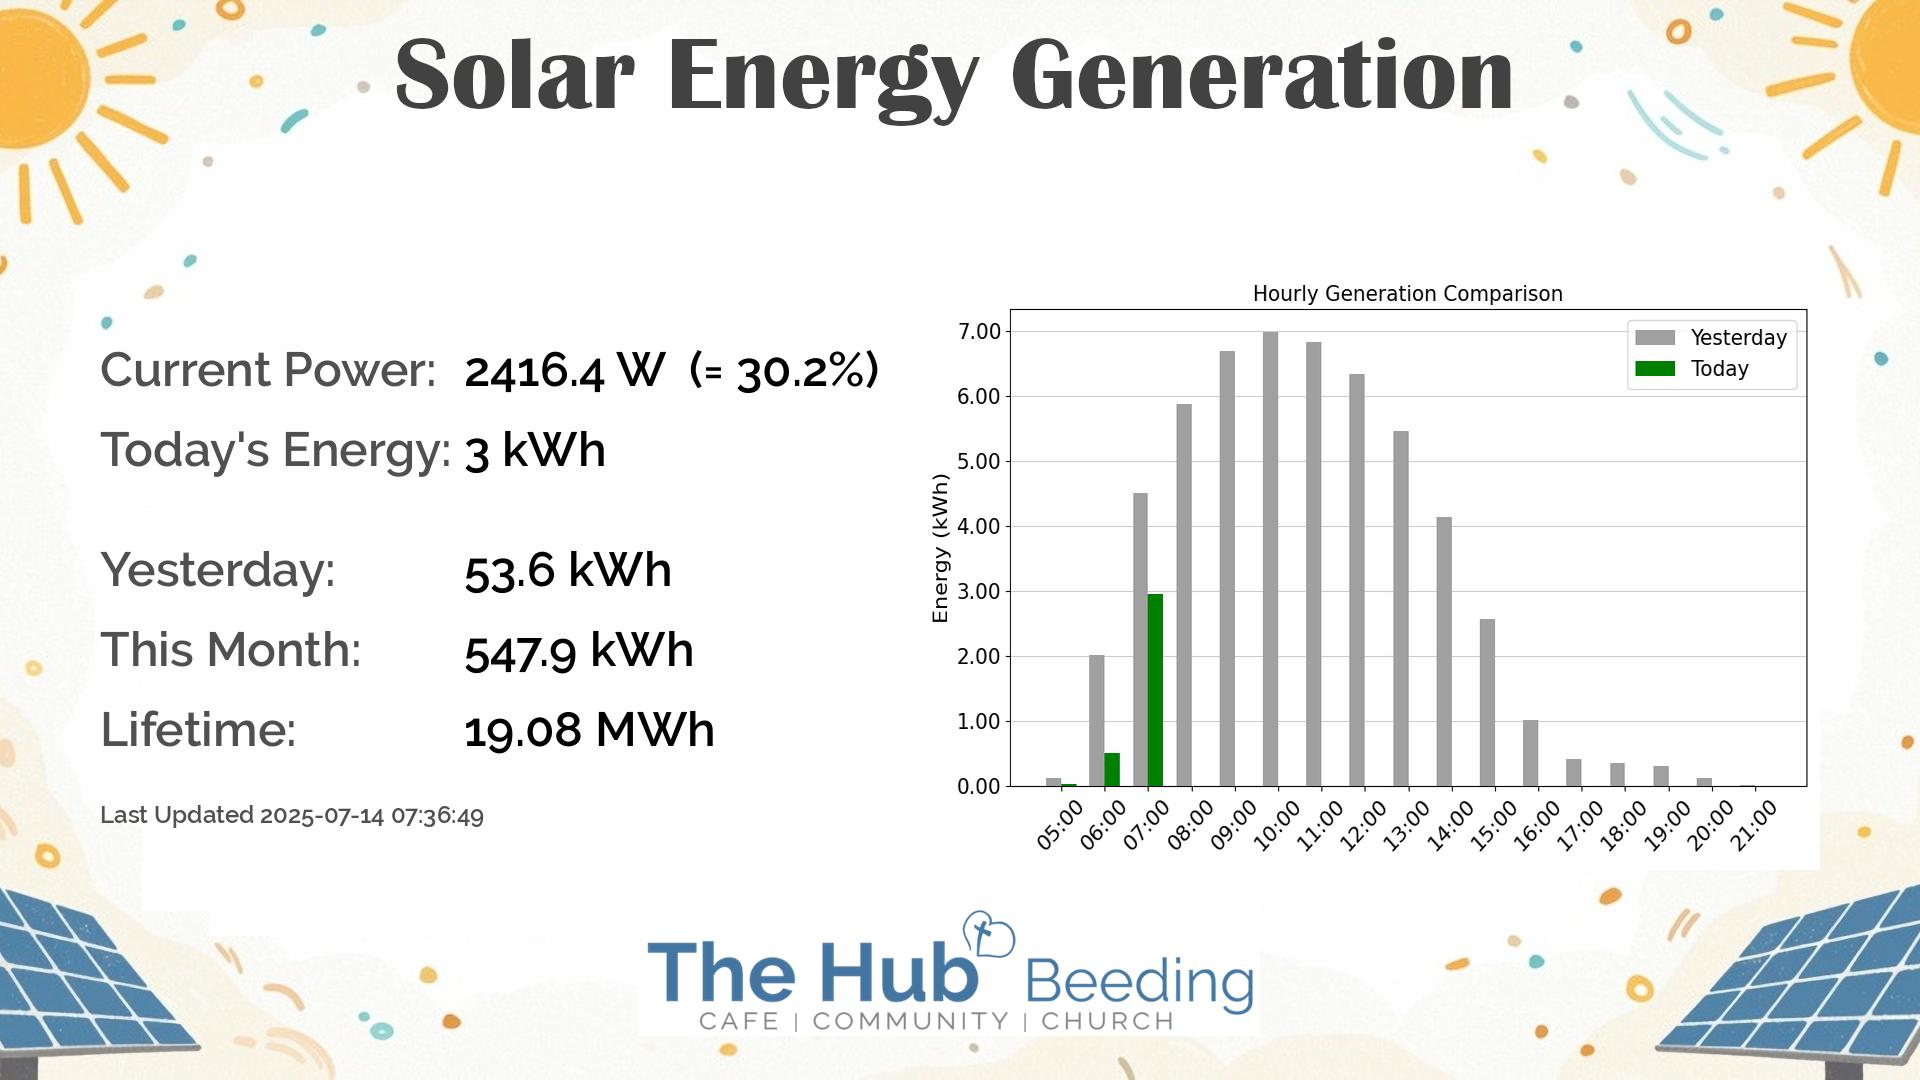 Solar Energy Generation
Current Power: 2416.4 W (= 30.2%)
Today's Energy: 3 kWh
Yesterday: 53.6 kWh
This Month: 547.9 kWh
Lifetime: 19.08 MWh
Last Updated 2025-07-14 07:36:49
Hourly Generation Comparison
Yesterday
Today
Energy (kWh)
7.00
6.00
5.00
4.00
3.00
2.00
1.00
0.00
05:00 06:00 07:00 08:00 09:00 10:00 11:00 12:00 13:00 14:00 15:00 16:00 17:00 18:00 19:00 20:00 21:00
The Hub Beeding
CAFE | COMMUNITY | CHURCH